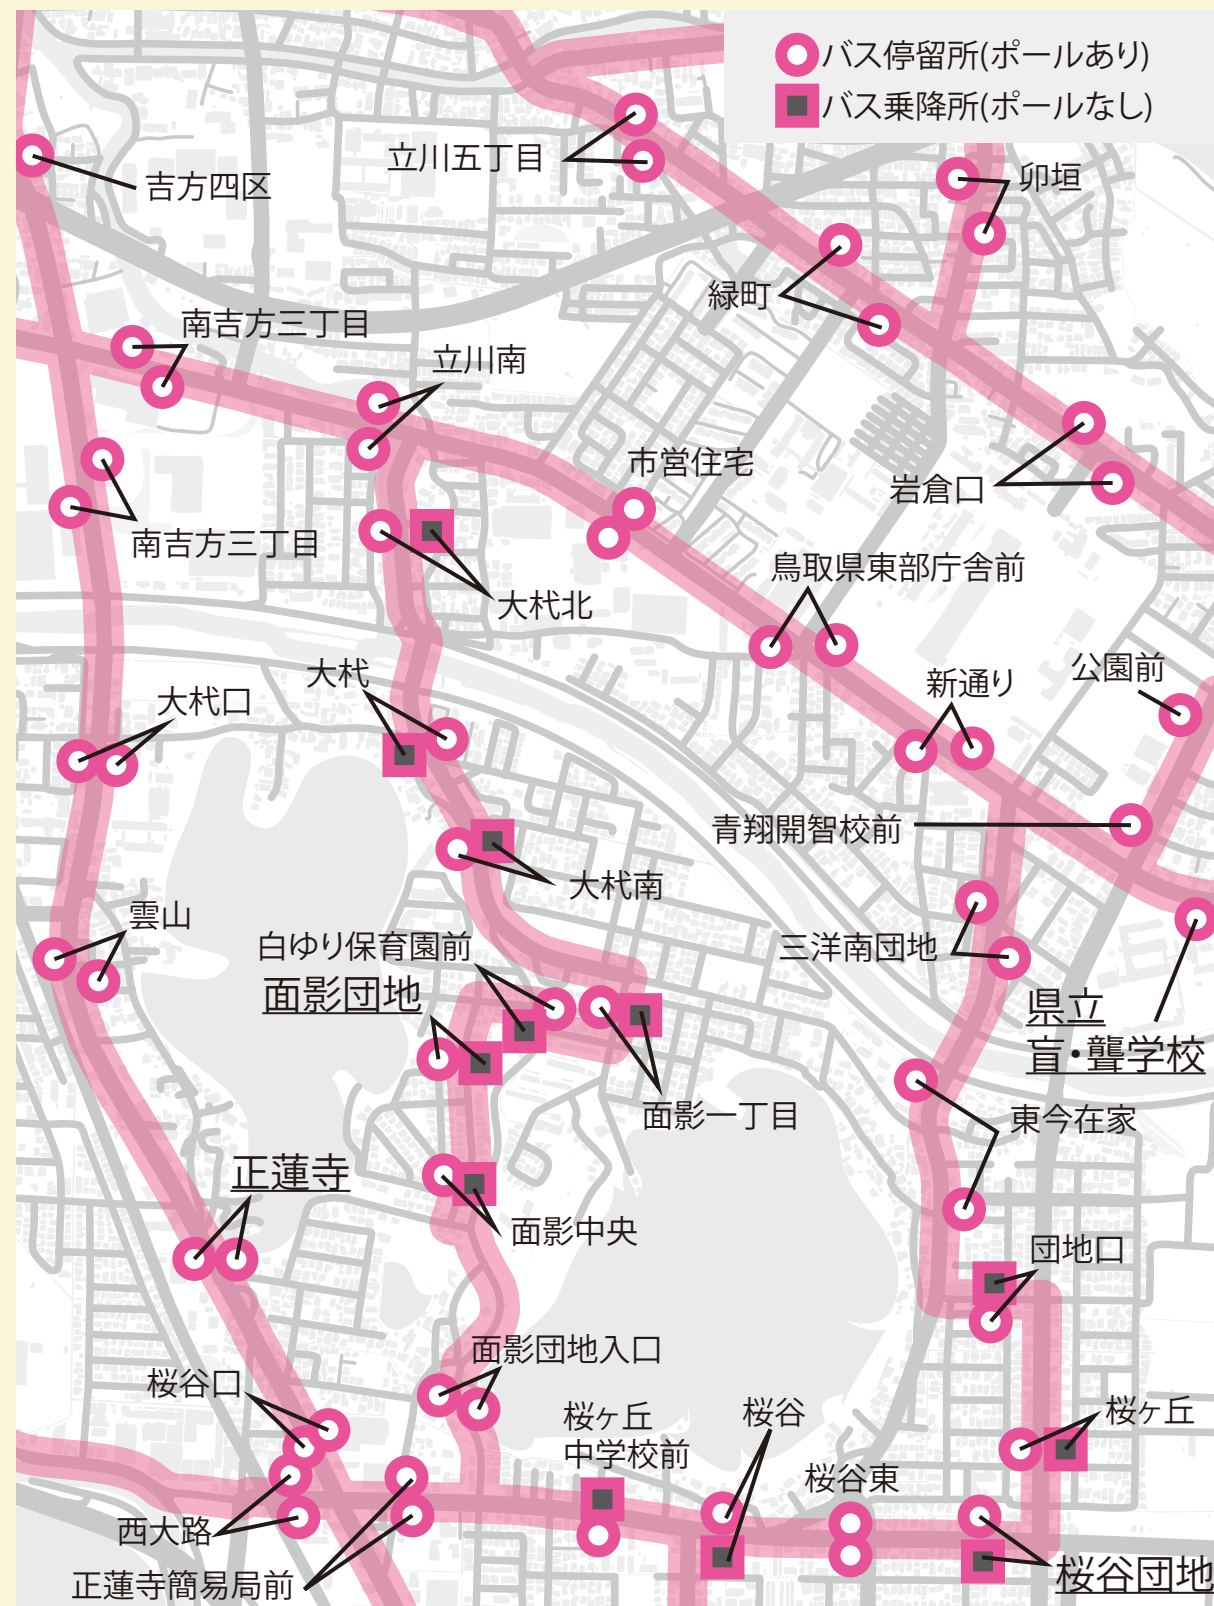 バス停留所(ポールあり)
バス乗降所(ポールなし)
立川五丁目
吉方四区
卯垣
緑町
南吉方三丁目
立川南
市営住宅
岩倉口
南吉方三丁目
鳥取県東部庁舎前
大杙北
公園前
大杙
新通り
大杙口
青翔開智校前
大杙南
雲山
白ゆり保育園前
三洋南団地
面影団地
県立
盲・聾学校
面影一丁目
東今在家
正蓮寺
面影中央
団地口
面影団地入口
桜谷口
桜ヶ丘
中学校前
桜谷
桜ヶ丘
桜谷東
西大路
正蓮寺簡易局前
桜谷団地